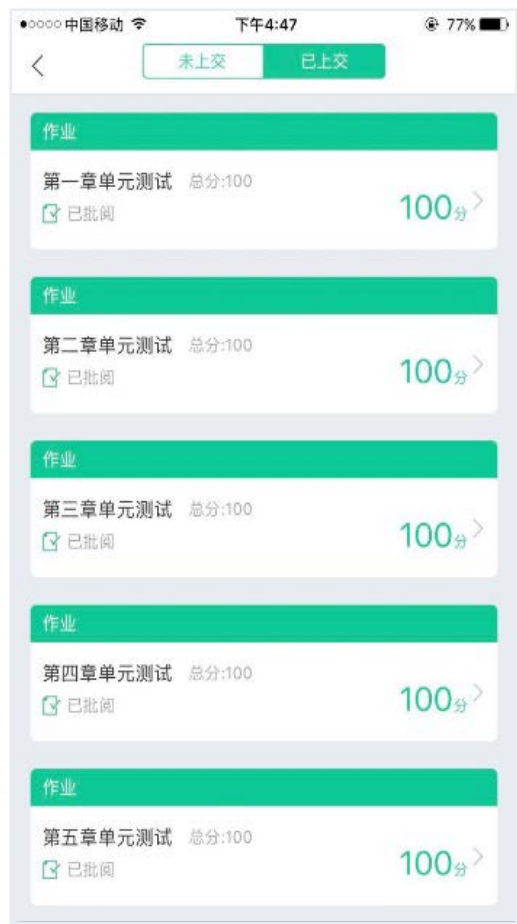 中国移动 下午4:47 77%
未上交 已上交
作业
第一章单元测试 总分:100
已批阅 100分
作业
第二章单元测试 总分:100
已批阅 100分
作业
第三章单元测试 总分:100
已批阅 100分
作业
第四章单元测试 总分:100
已批阅 100分
作业
第五章单元测试 总分:100
已批阅 100分